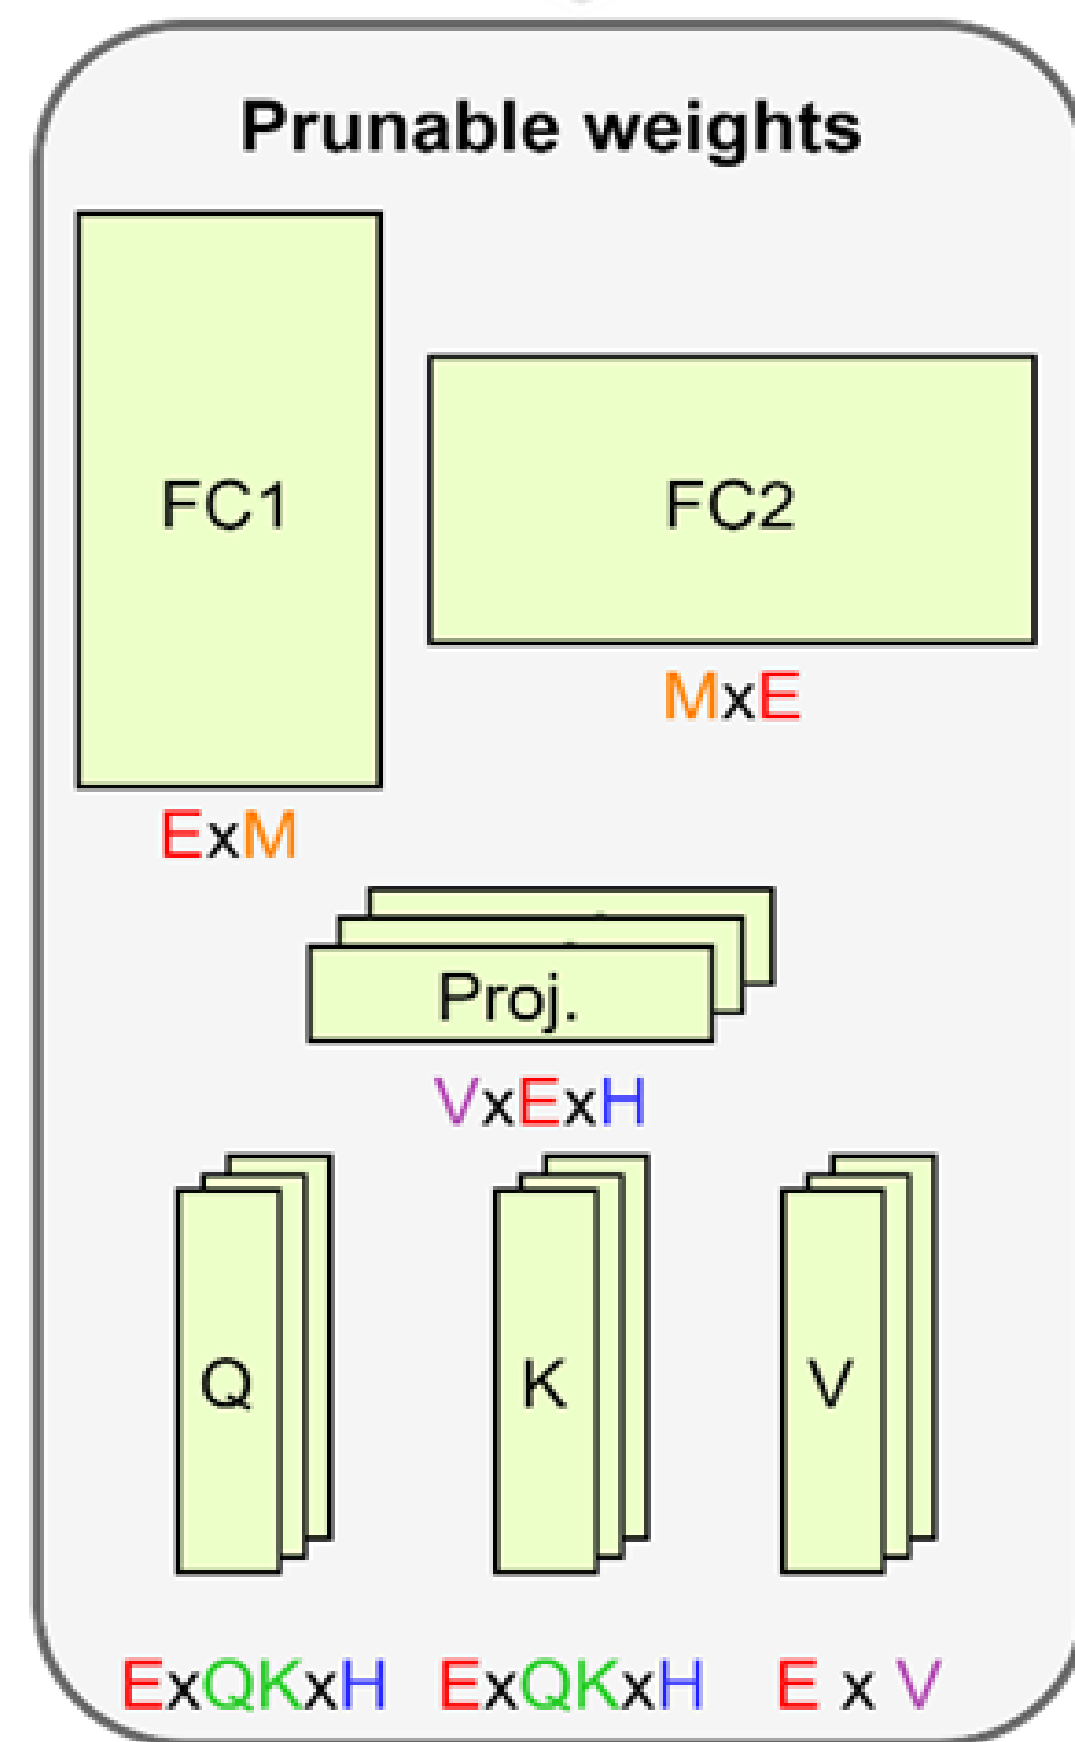 Prunable weights
FC1
FC2
MxE
ExM
Proj.
VxExH
Q
K
V
ExQKxH
ExQKxH
E x V